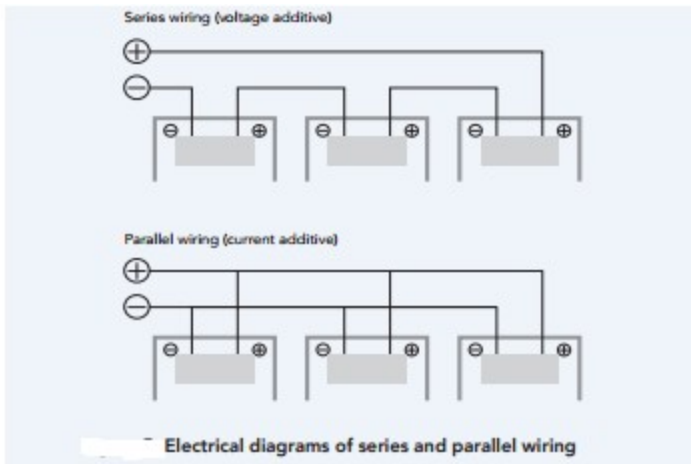 Series wiring (voltage additive)
+
−
⊖ ⊕ ⊖ ⊕ ⊖ ⊕
Parallel wiring (current additive)
+
−
⊖ ⊕ ⊖ ⊕ ⊖ ⊕
Electrical diagrams of series and parallel wiring